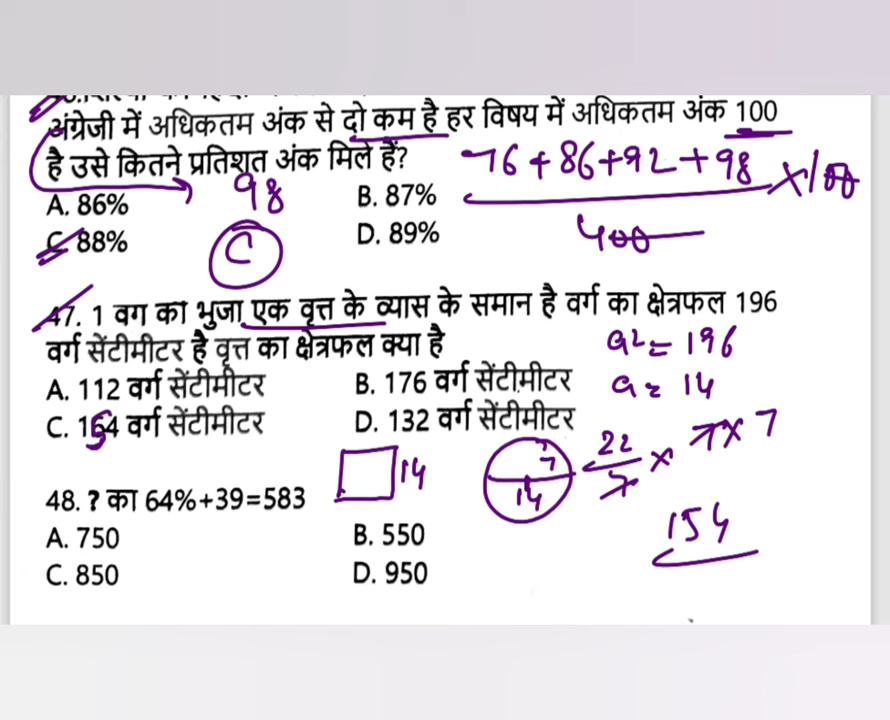 अंग्रेजी में अधिकतम अंक से दो कम है हर विषय में अधिकतम अंक 100
है उसे कितने प्रतिशत अंक मिले हैं?
76+86+92+98 ×100
400
98
A. 86%
B. 87%
C. 88%
D. 89%
C
47. 1 वग का भुजा एक वृत्त के व्यास के समान है वर्ग का क्षेत्रफल 196
वर्ग सेंटीमीटर है वृत्त का क्षेत्रफल क्या है
a²= 196
a= 14
A. 112 वर्ग सेंटीमीटर
B. 176 वर्ग सेंटीमीटर
C. 154 वर्ग सेंटीमीटर
D. 132 वर्ग सेंटीमीटर
14
7
14
22/7 × 7×7
154
48. ? का 64%+39=583
A. 750
B. 550
C. 850
D. 950